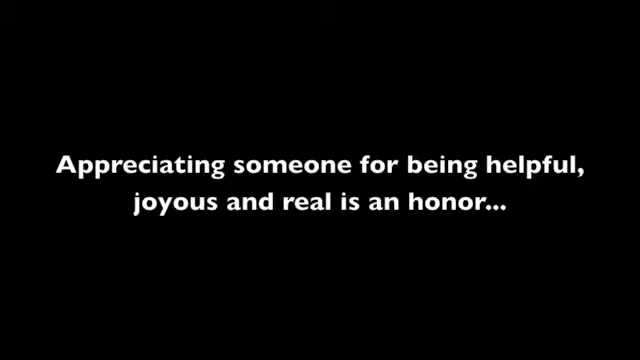 Appreciating someone for being helpful,
joyous and real is an honor...